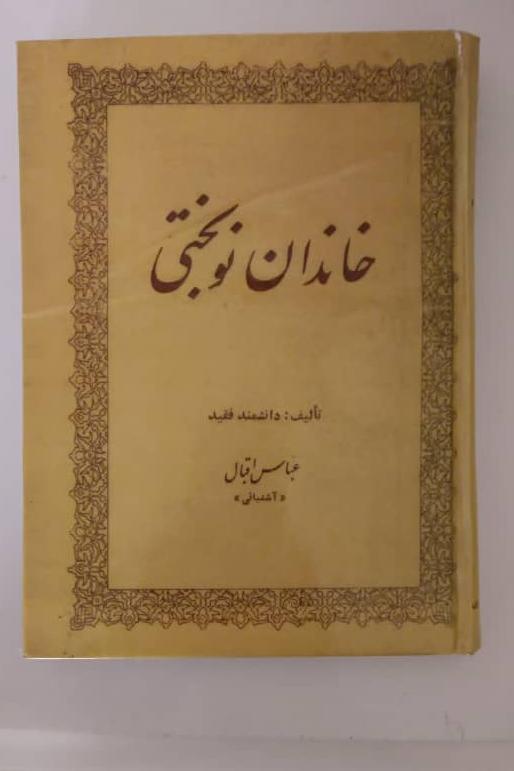 خاندان نوبختی
تألیف: دانشمند فقید
عباس اقبال
«آشتیانی»